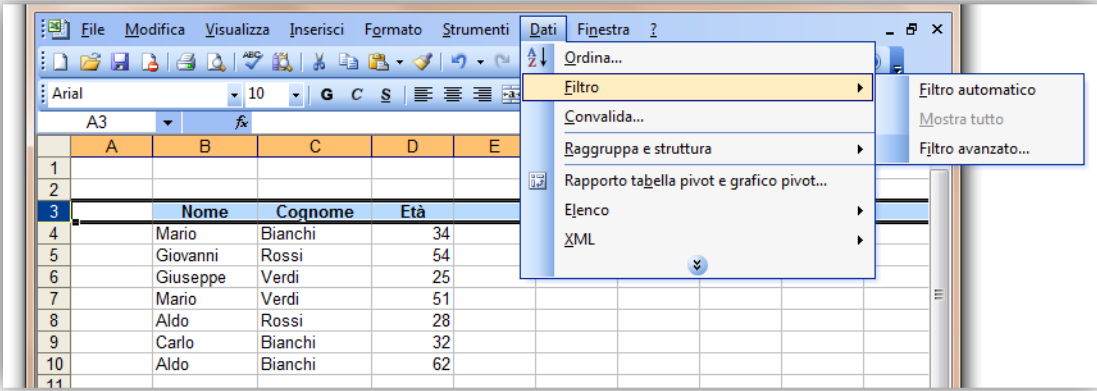 File Modifica Visualizza Inserisci Formato Strumenti Dati Finestra ?
Arial 10 G C S
A3 fx
Ordina...
Filtro
Convalida...
Raggruppa e struttura
Rapporto tabella pivot e grafico pivot...
Elenco
XML
Filtro automatico
Mostra tutto
Filtro avanzato...
A B C D E
1
2
3 Nome Cognome Età
4 Mario Bianchi 34
5 Giovanni Rossi 54
6 Giuseppe Verdi 25
7 Mario Verdi 51
8 Aldo Rossi 28
9 Carlo Bianchi 32
10 Aldo Bianchi 62
11